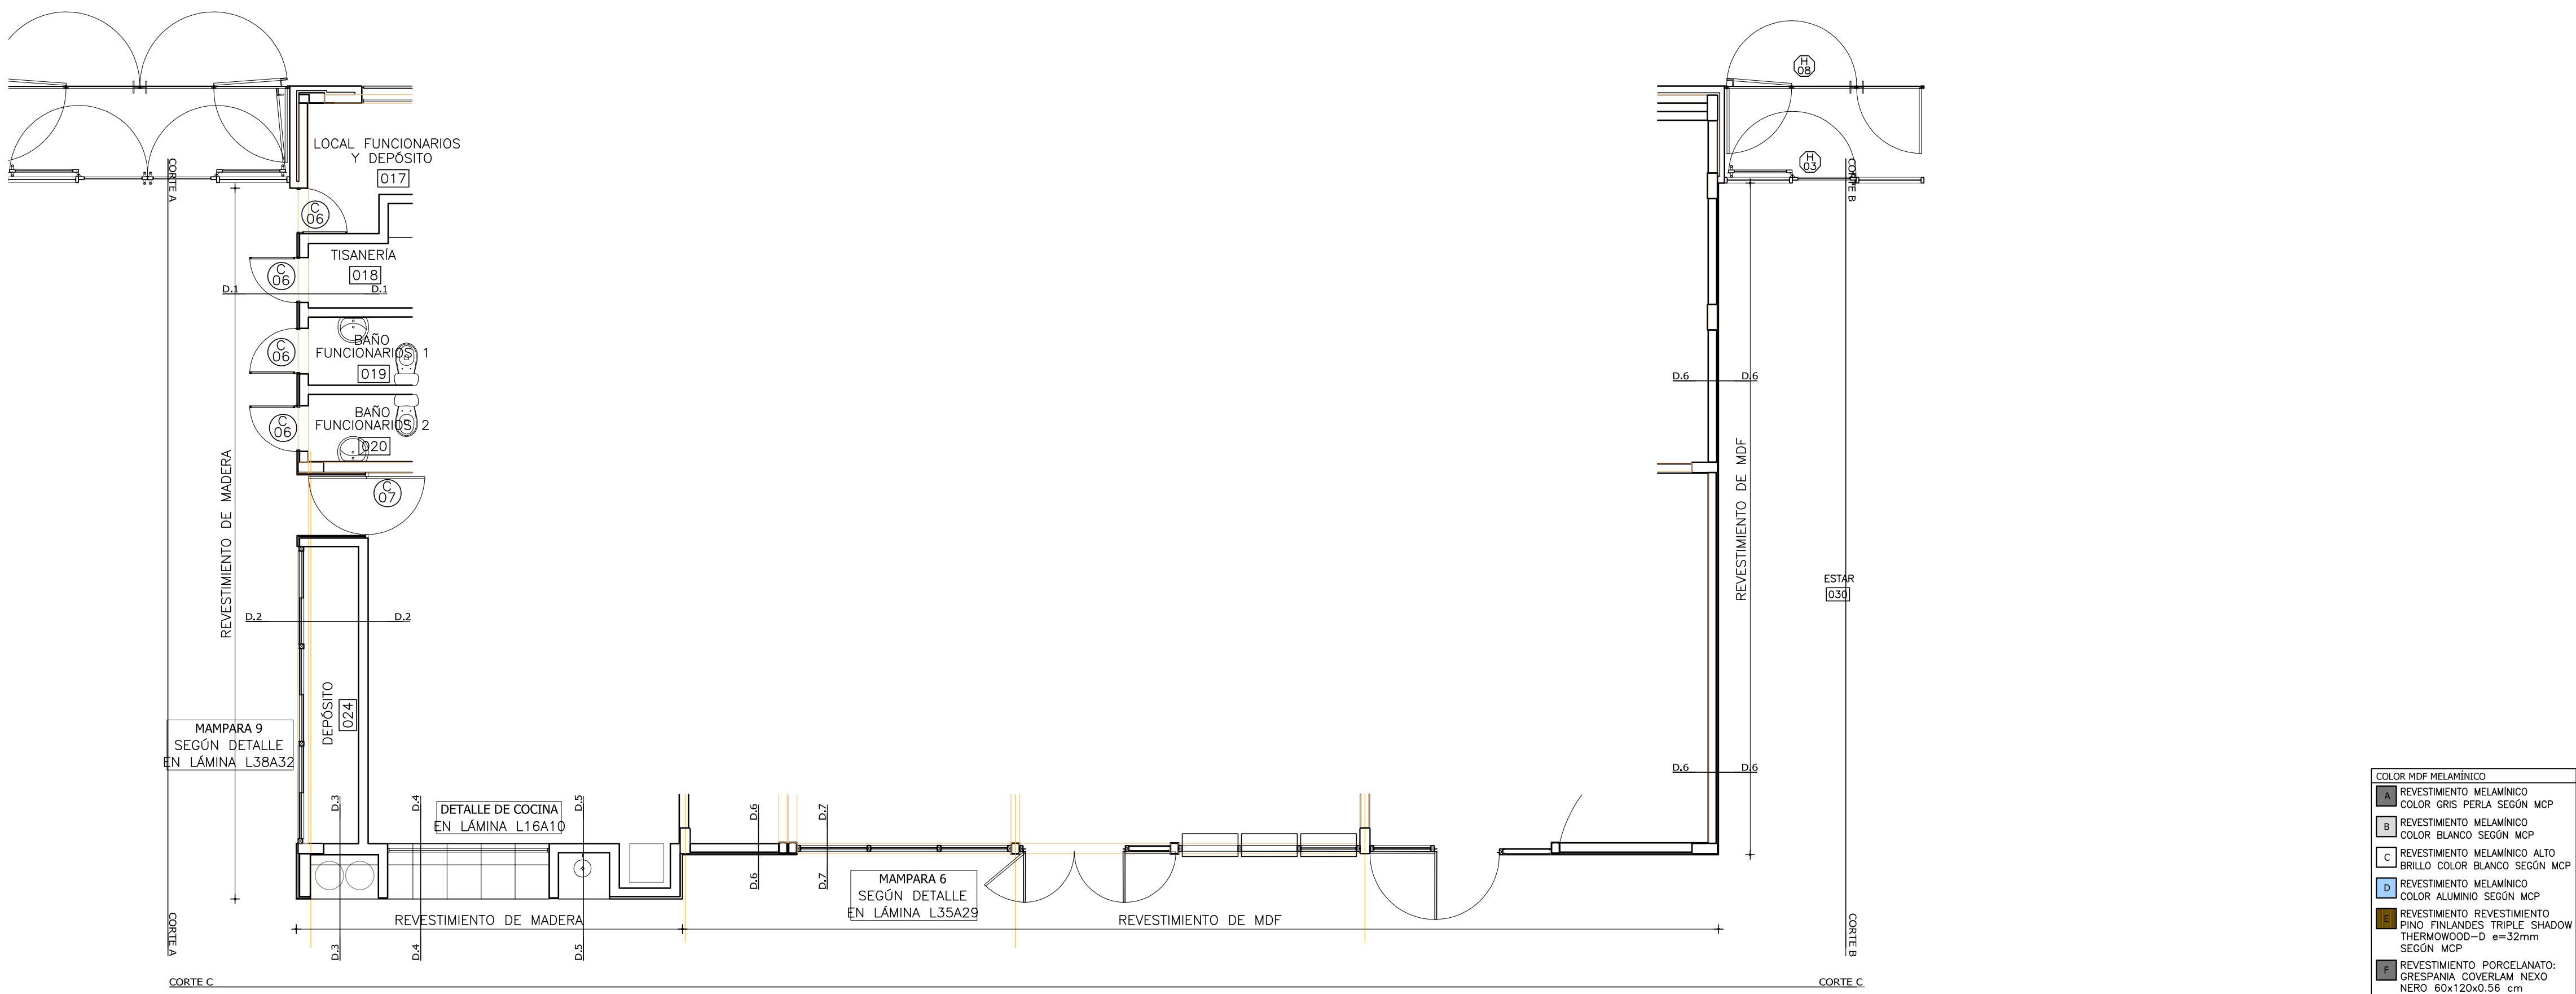 H
08
H
03
CORTE A
CORTE B
LOCAL FUNCIONARIOS
Y DEPÓSITO
017
C
06
TISANERÍA
018
C
06
D.1
D.1
BAÑO
FUNCIONARIOS 1
019
C
06
BAÑO
FUNCIONARIOS 2
020
C
06
C
07
REVESTIMIENTO DE MADERA
D.2
D.2
DEPÓSITO
024
MAMPARA 9
SEGÚN DETALLE
EN LÁMINA L38A32
D.6
D.6
REVESTIMIENTO DE MDF
ESTAR
030
D.6
D.6
D.3
D.4
DETALLE DE COCINA
EN LÁMINA L16A10
D.5
D.6
D.7
D.6
D.7
MAMPARA 6
SEGÚN DETALLE
EN LÁMINA L35A29
REVESTIMIENTO DE MADERA
REVESTIMIENTO DE MDF
D.3
D.4
D.5
CORTE A
CORTE B
CORTE C
CORTE C
COLOR MDF MELAMÍNICO
A REVESTIMIENTO MELAMÍNICO
COLOR GRIS PERLA SEGÚN MCP
B REVESTIMIENTO MELAMÍNICO
COLOR BLANCO SEGÚN MCP
C REVESTIMIENTO MELAMÍNICO ALTO
BRILLO COLOR BLANCO SEGÚN MCP
D REVESTIMIENTO MELAMÍNICO
COLOR ALUMINIO SEGÚN MCP
E REVESTIMIENTO REVESTIMIENTO
PINO FINLANDES TRIPLE SHADOW
THERMOWOOD-D e=32mm
SEGÚN MCP
F REVESTIMIENTO PORCELANATO:
GRESPANIA COVERLAM NEXO
NERO 60x120x0.56 cm